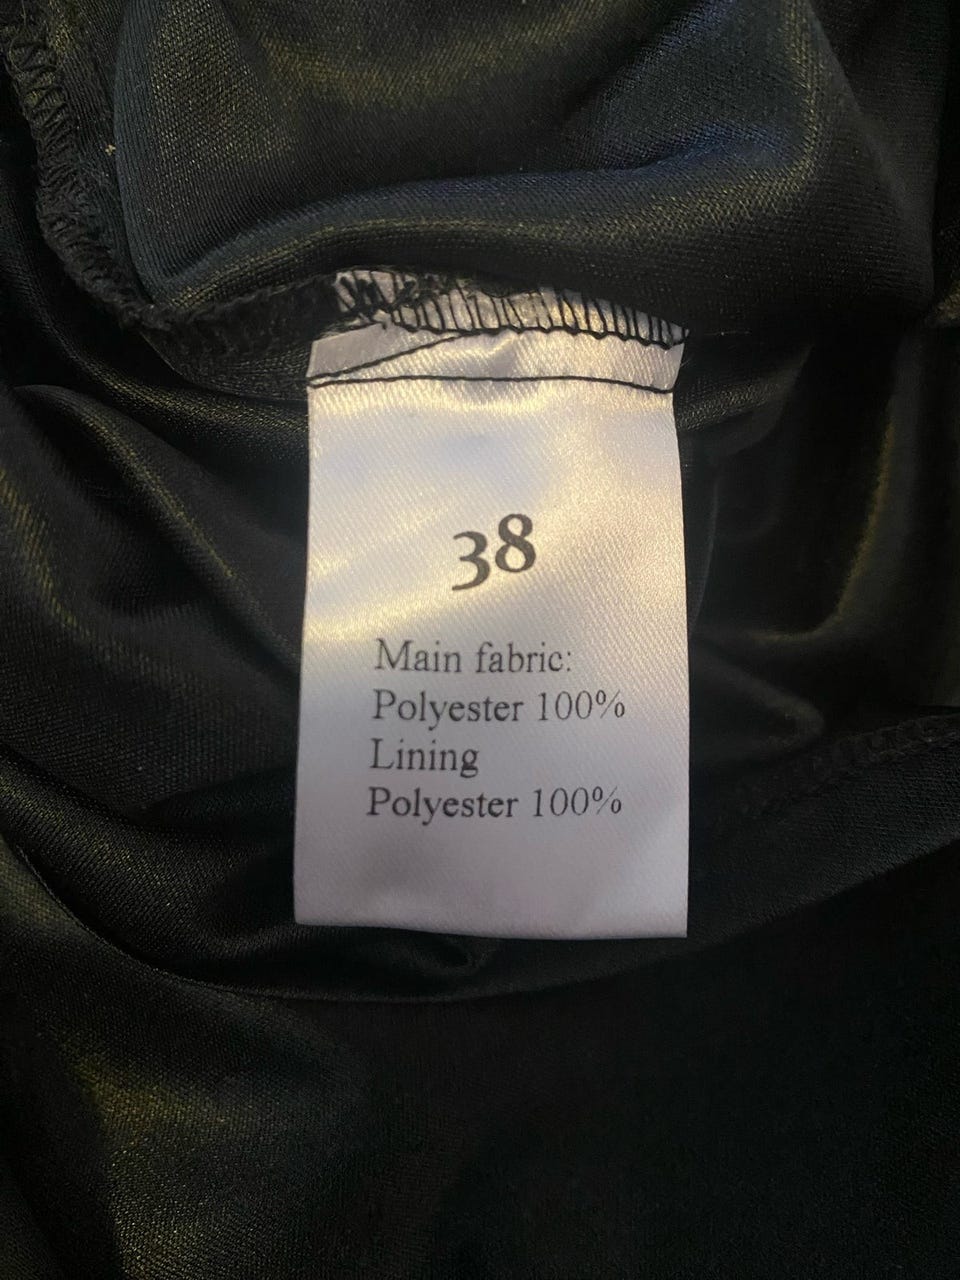 38
Main fabric:
Polyester 100%
Lining
Polyester 100%